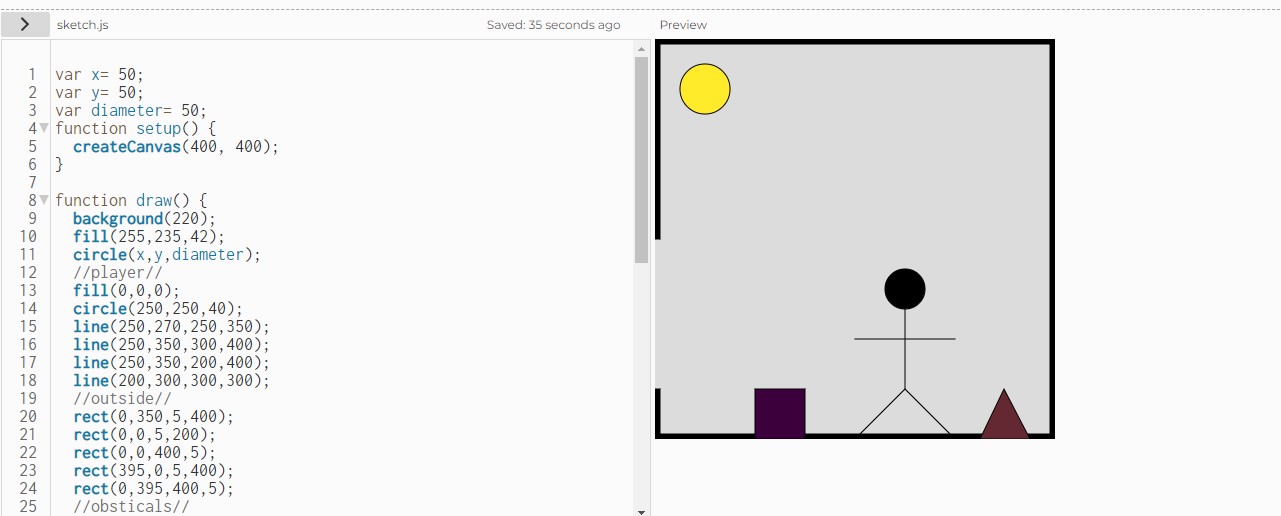 sketch.js Saved: 35 seconds ago Preview
1 var x= 50;
2 var y= 50;
3 var diameter= 50;
4 function setup() {
5 createCanvas(400, 400);
6 }
7
8 function draw() {
9 background(220);
10 fill(255,235,42);
11 circle(x,y,diameter);
12 //player//
13 fill(0,0,0);
14 circle(250,250,40);
15 line(250,270,250,350);
16 line(250,350,300,400);
17 line(250,350,200,400);
18 line(200,300,300,300);
19 //outside//
20 rect(0,350,5,400);
21 rect(0,0,5,200);
22 rect(0,0,400,5);
23 rect(395,0,5,400);
24 rect(0,395,400,5);
25 //obsticals//